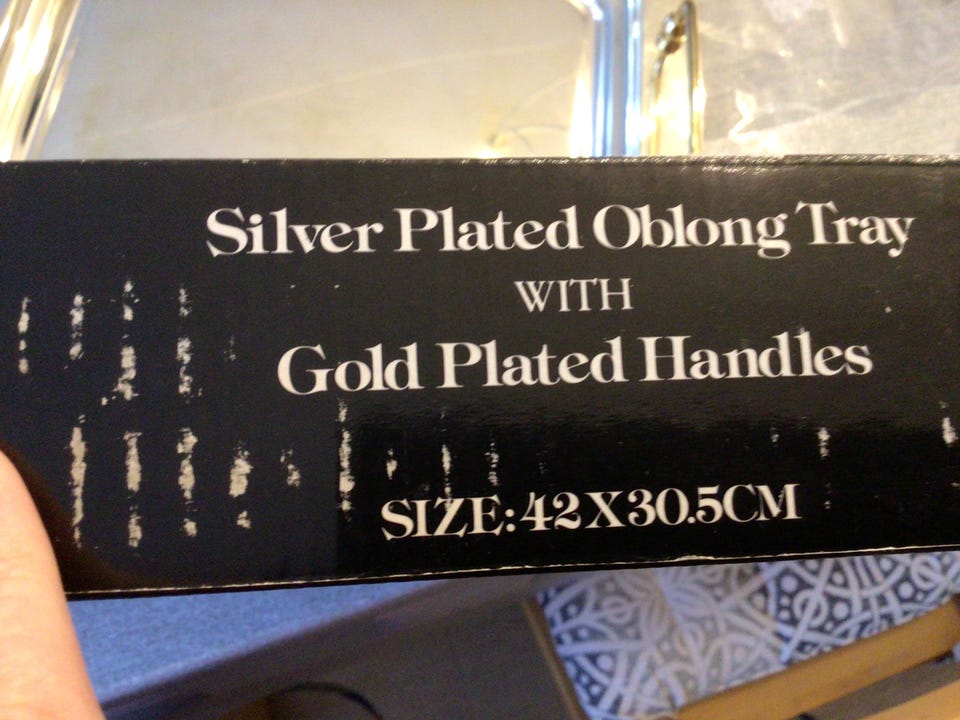 Silver Plated Oblong Tray
WITH
Gold Plated Handles
SIZE:42X30.5CM